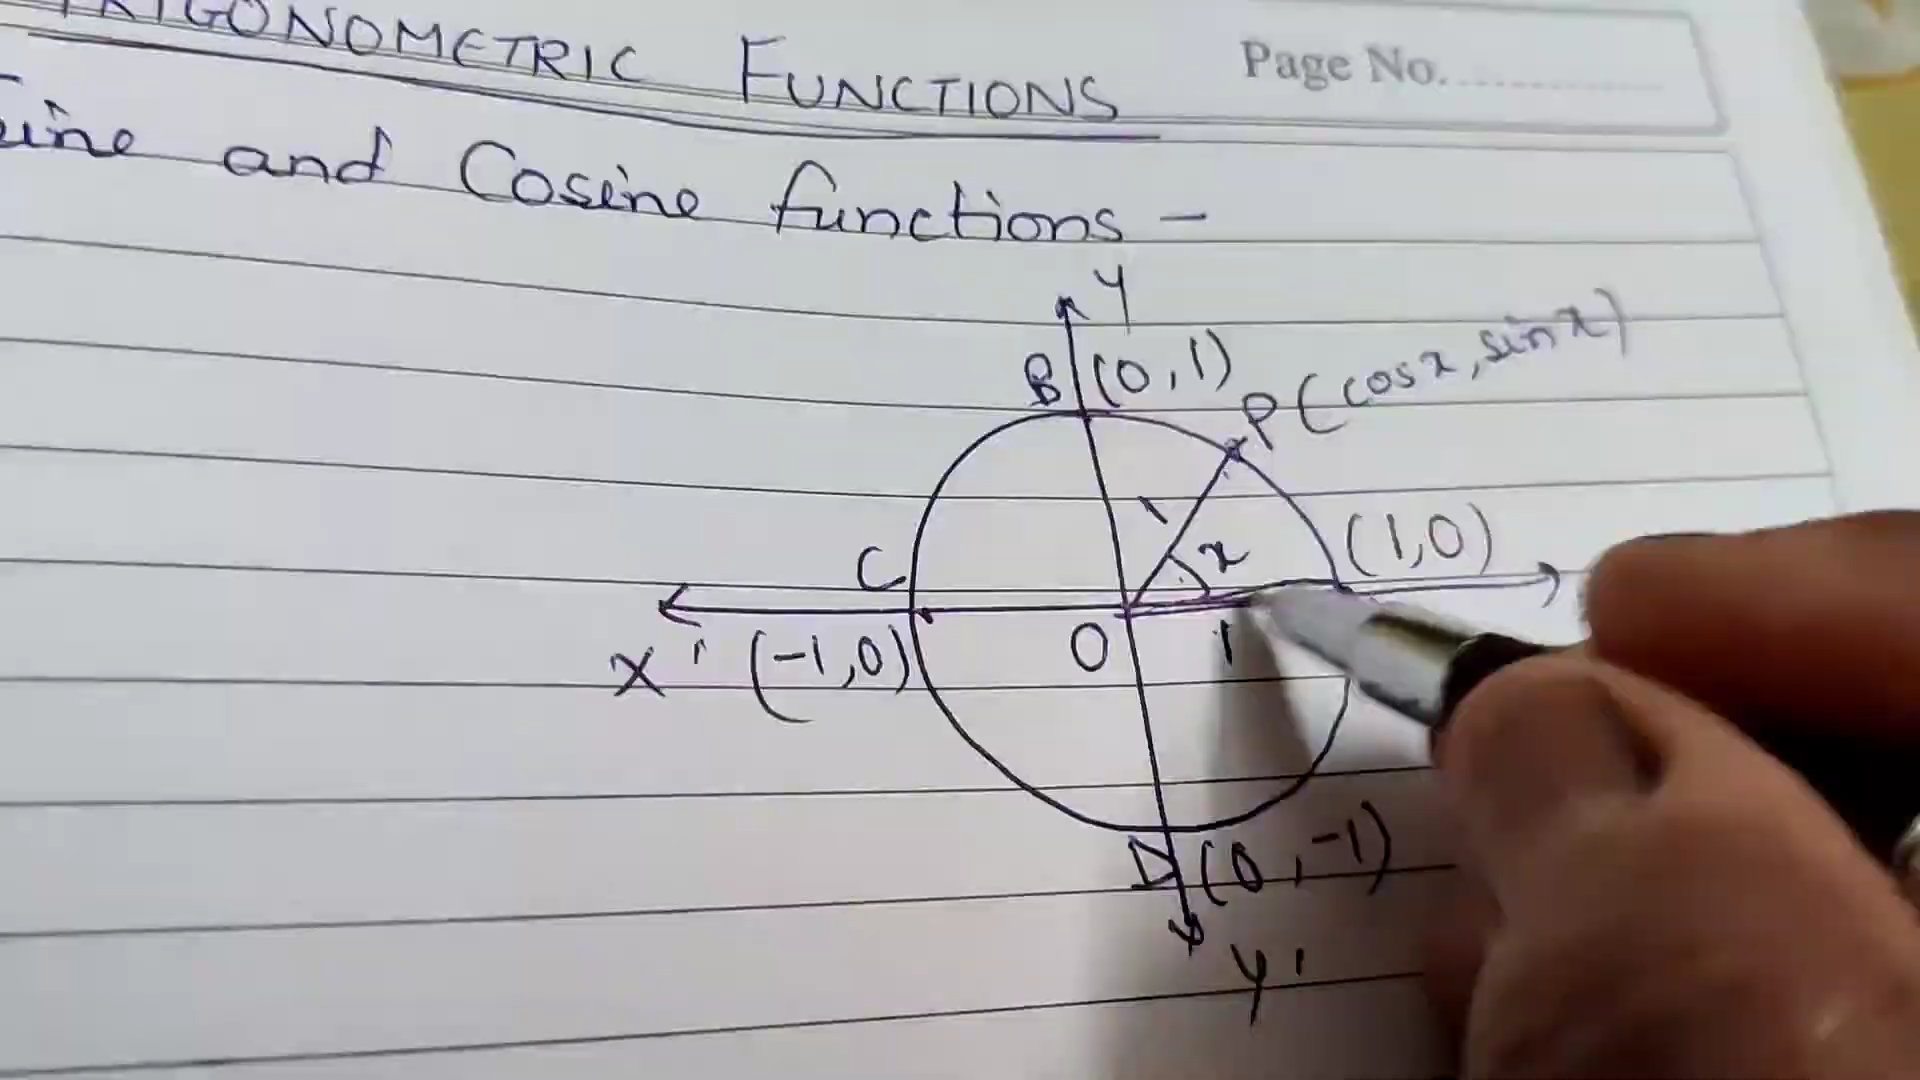 TRIGONOMETRIC FUNCTIONS
Page No. ............
Sine and Cosine functions -
Y
B (0, 1)
P (cos x, sin x)
1
x
(1,0)
C
X' (-1,0)
O
1
D (0, -1)
Y'